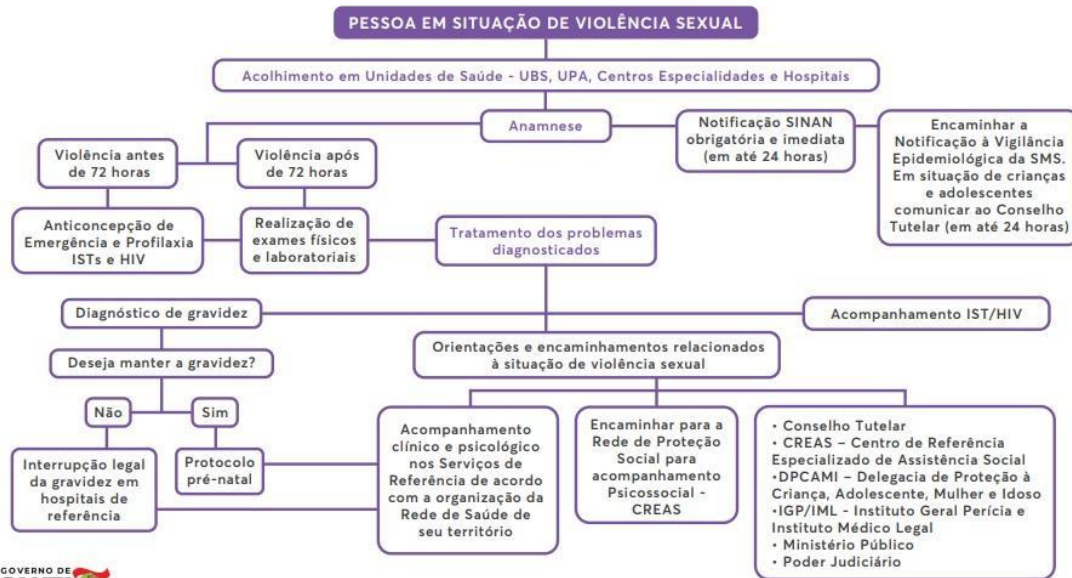 PESSOA EM SITUAÇÃO DE VIOLÊNCIA SEXUAL
Acolhimento em Unidades de Saúde - UBS, UPA, Centros Especialidades e Hospitais
Anamnese
Notificação SINAN
obrigatória e imediata
(em até 24 horas)
Encaminhar a
Notificação à Vigilância
Epidemiológica da SMS.
Em situação de crianças
e adolescentes
comunicar ao Conselho
Tutelar (em até 24 horas)
Violência antes
de 72 horas
Violência após
de 72 horas
Anticoncepção de
Emergência e Profilaxia
ISTs e HIV
Realização de
exames físicos
e laboratoriais
Tratamento dos problemas
diagnosticados
Diagnóstico de gravidez
Acompanhamento IST/HIV
Deseja manter a gravidez?
Orientações e encaminhamentos relacionados
à situação de violência sexual
Não
Sim
Interrupção legal
da gravidez em
hospitais de
referência
Protocolo
pré-natal
Acompanhamento
clínico e psicológico
nos Serviços de
Referência de acordo
com a organização da
Rede de Saúde de
seu território
Encaminhar para a
Rede de Proteção
Social para
acompanhamento
Psicossocial -
CREAS
• Conselho Tutelar
• CREAS – Centro de Referência
Especializado de Assistência Social
•DPCAMI – Delegacia de Proteção à
Criança, Adolescente, Mulher e Idoso
•IGP/IML - Instituto Geral Perícia e
Instituto Médico Legal
• Ministério Público
• Poder Judiciário
GOVERNO DE